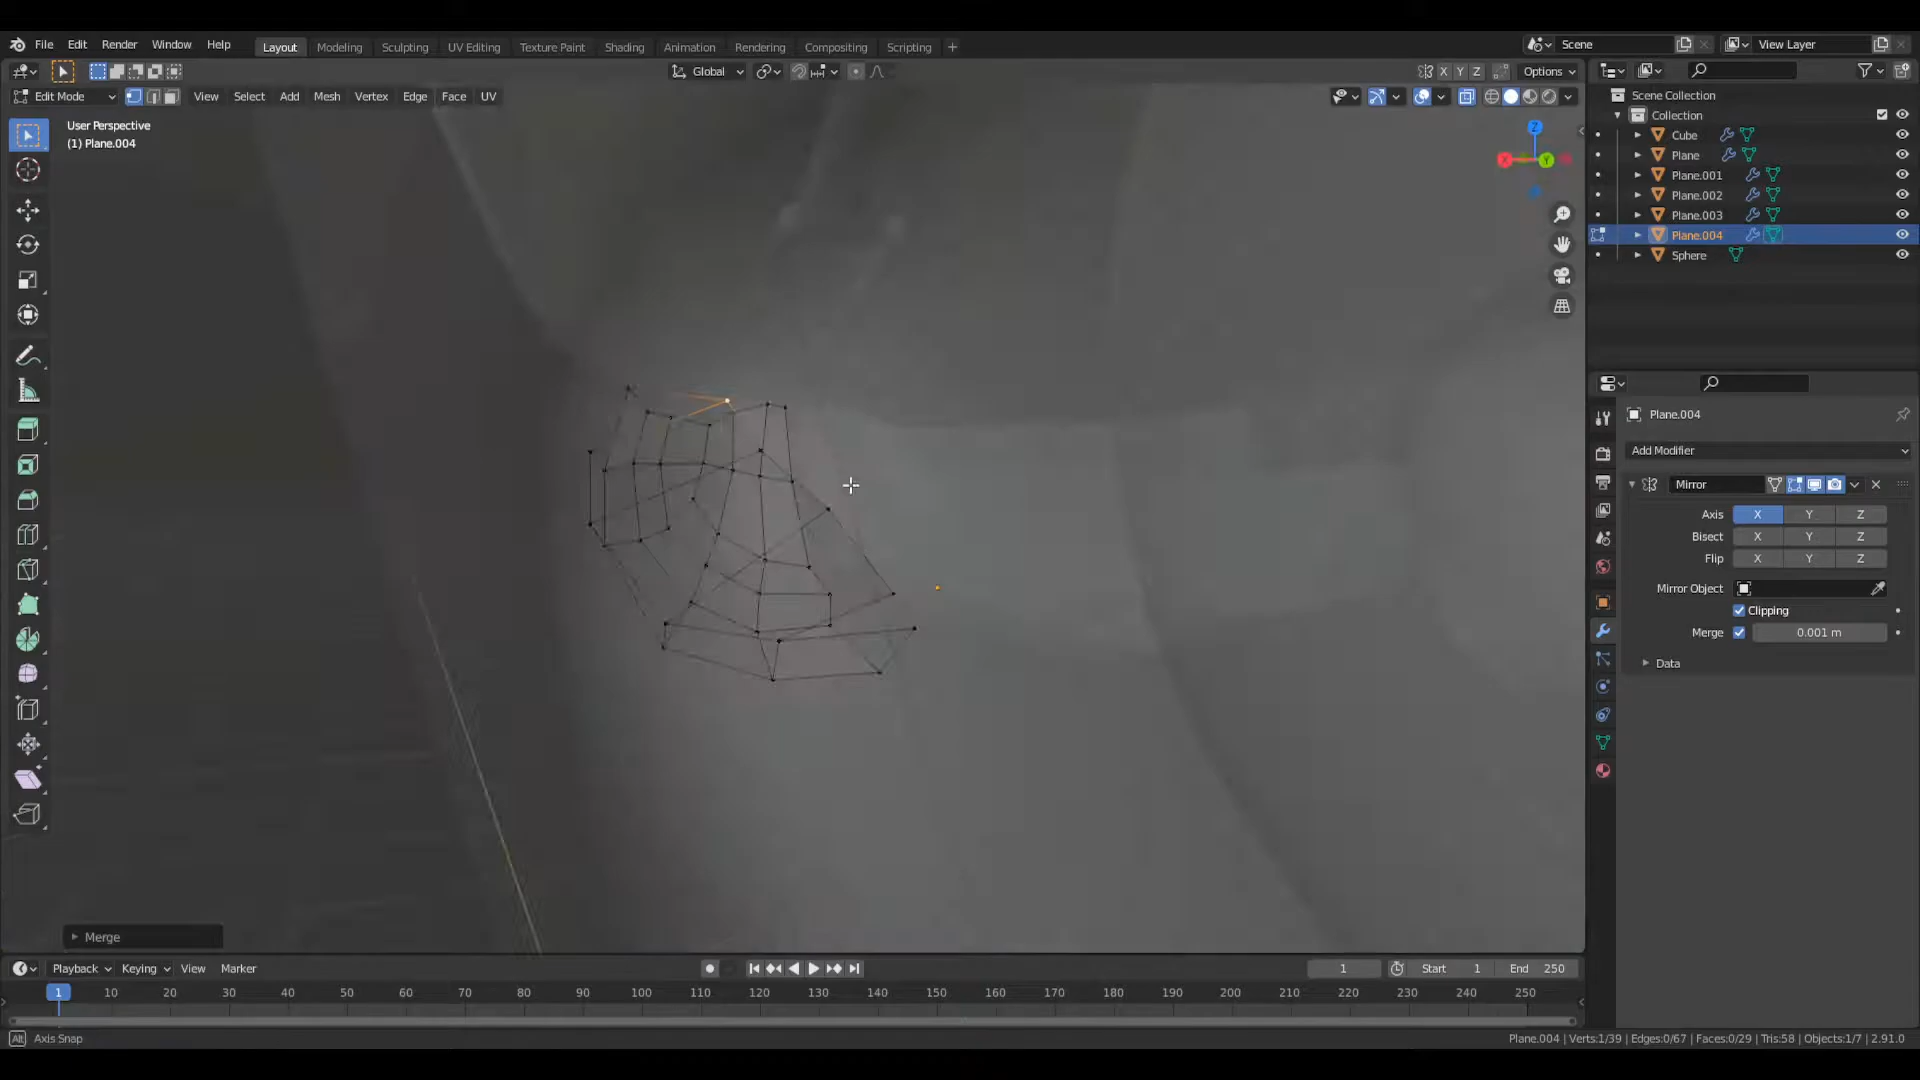 File Edit Render Window Help Layout Modeling Sculpting UV Editing Texture Paint Shading Animation Rendering Compositing Scripting + Scene View Layer
Global X Y Z Options
Edit Mode View Select Add Mesh Vertex Edge Face UV
User Perspective
(1) Plane.004
Z
X
Y
Scene Collection
Collection
Cube
Plane
Plane.001
Plane.002
Plane.003
Plane.004
Sphere
Plane.004
Add Modifier
Mirror
Axis X Y Z
Bisect X Y Z
Flip X Y Z
Mirror Object
Clipping
Merge 0.001 m
Data
Merge
Playback Keying View Marker 1 Start 1 End 250
1 10 20 30 40 50 60 70 80 90 100 110 120 130 140 150 160 170 180 190 200 210 220 230 240 250
Alt Axis Snap
Plane.004 | Verts:1/39 | Edges:0/67 | Faces:0/29 | Tris:58 | Objects:1/7 | 2.91.0